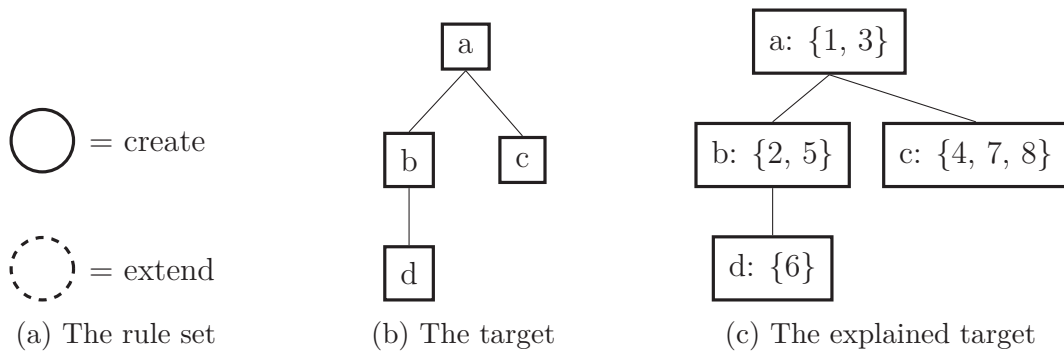 = create
= extend
(a) The rule set
a
b
c
d
(b) The target
a: {1, 3}
b: {2, 5}
c: {4, 7, 8}
d: {6}
(c) The explained target